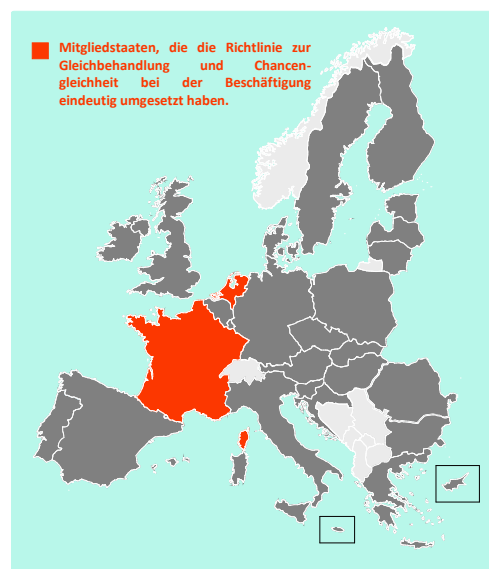 Mitgliedstaaten, die die Richtlinie zur
Gleichbehandlung und Chancen-
gleichheit bei der Beschäftigung
eindeutig umgesetzt haben.